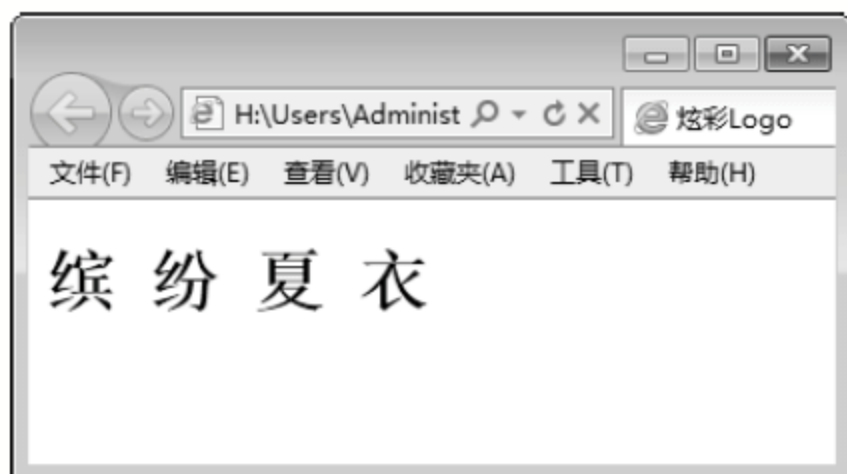 H:\Users\Administ
炫彩Logo
文件(F) 编辑(E) 查看(V) 收藏夹(A) 工具(T) 帮助(H)
缤 纷 夏 衣